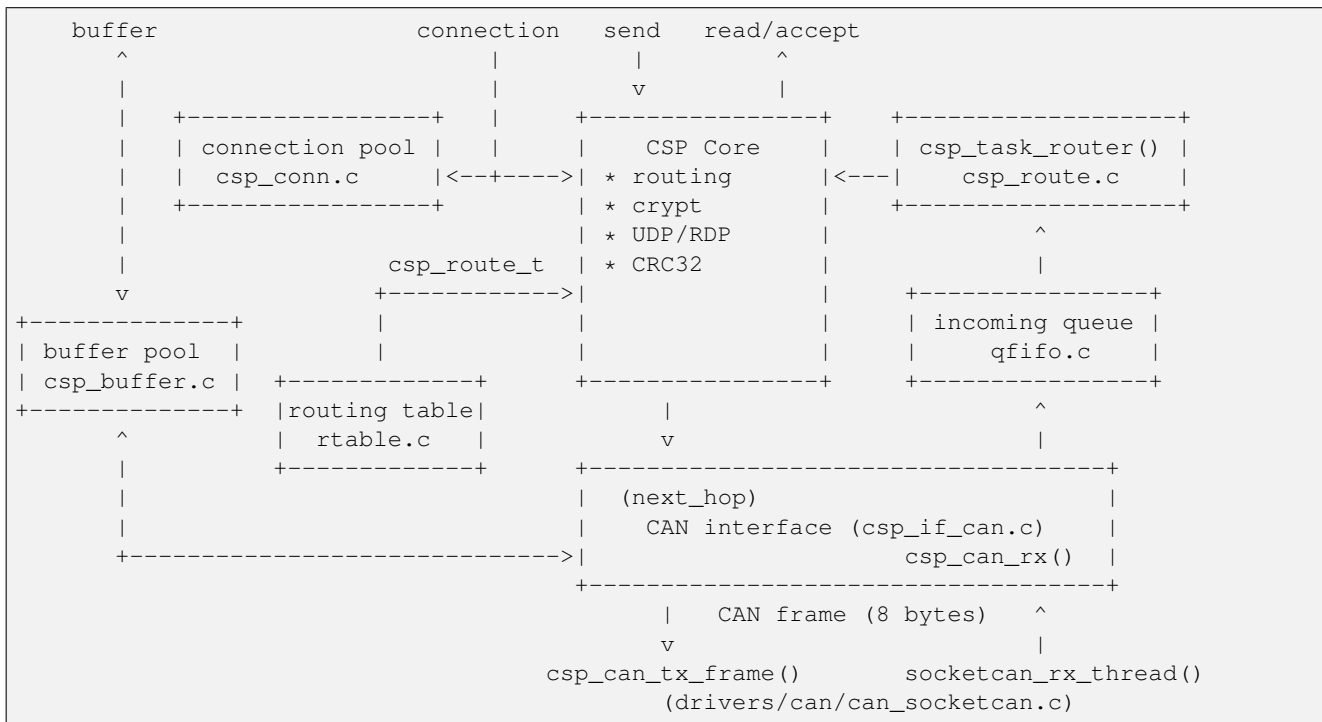 buffer                 connection   send   read/accept
       ^                        |         |         ^
       |                        |         v         |
       |   +-----------------+  |     +----------------+    +-------------------+
       |   | connection pool |  |     |    CSP Core    |    | csp_task_router() |
       |   |  csp_conn.c     |<--+---->| * routing      |<---|    csp_route.c    |
       |   +-----------------+        | * crypt        |    +-------------------+
       |                              | * UDP/RDP      |              ^
       |                 csp_route_t  | * CRC32        |              |
       v                +------------>|                |     +----------------+
+--------------+        |             |                |     | incoming queue |
| buffer pool  |        |             |                |     |     qfifo.c    |
| csp_buffer.c |  +-------------+     +----------------+     +----------------+
+--------------+  |routing table|           |                         ^
       ^          |  rtable.c   |           v                         |
       |          +-------------+     +-----------------------------------+
       |                              |  (next_hop)                       |
       |                              |    CAN interface (csp_if_can.c)   |
       +----------------------------->|                      csp_can_rx() |
                                      +-----------------------------------+
                                            |   CAN frame (8 bytes)   ^
                                            v                         |
                                    csp_can_tx_frame()       socketcan_rx_thread()
                                            (drivers/can/can_socketcan.c)